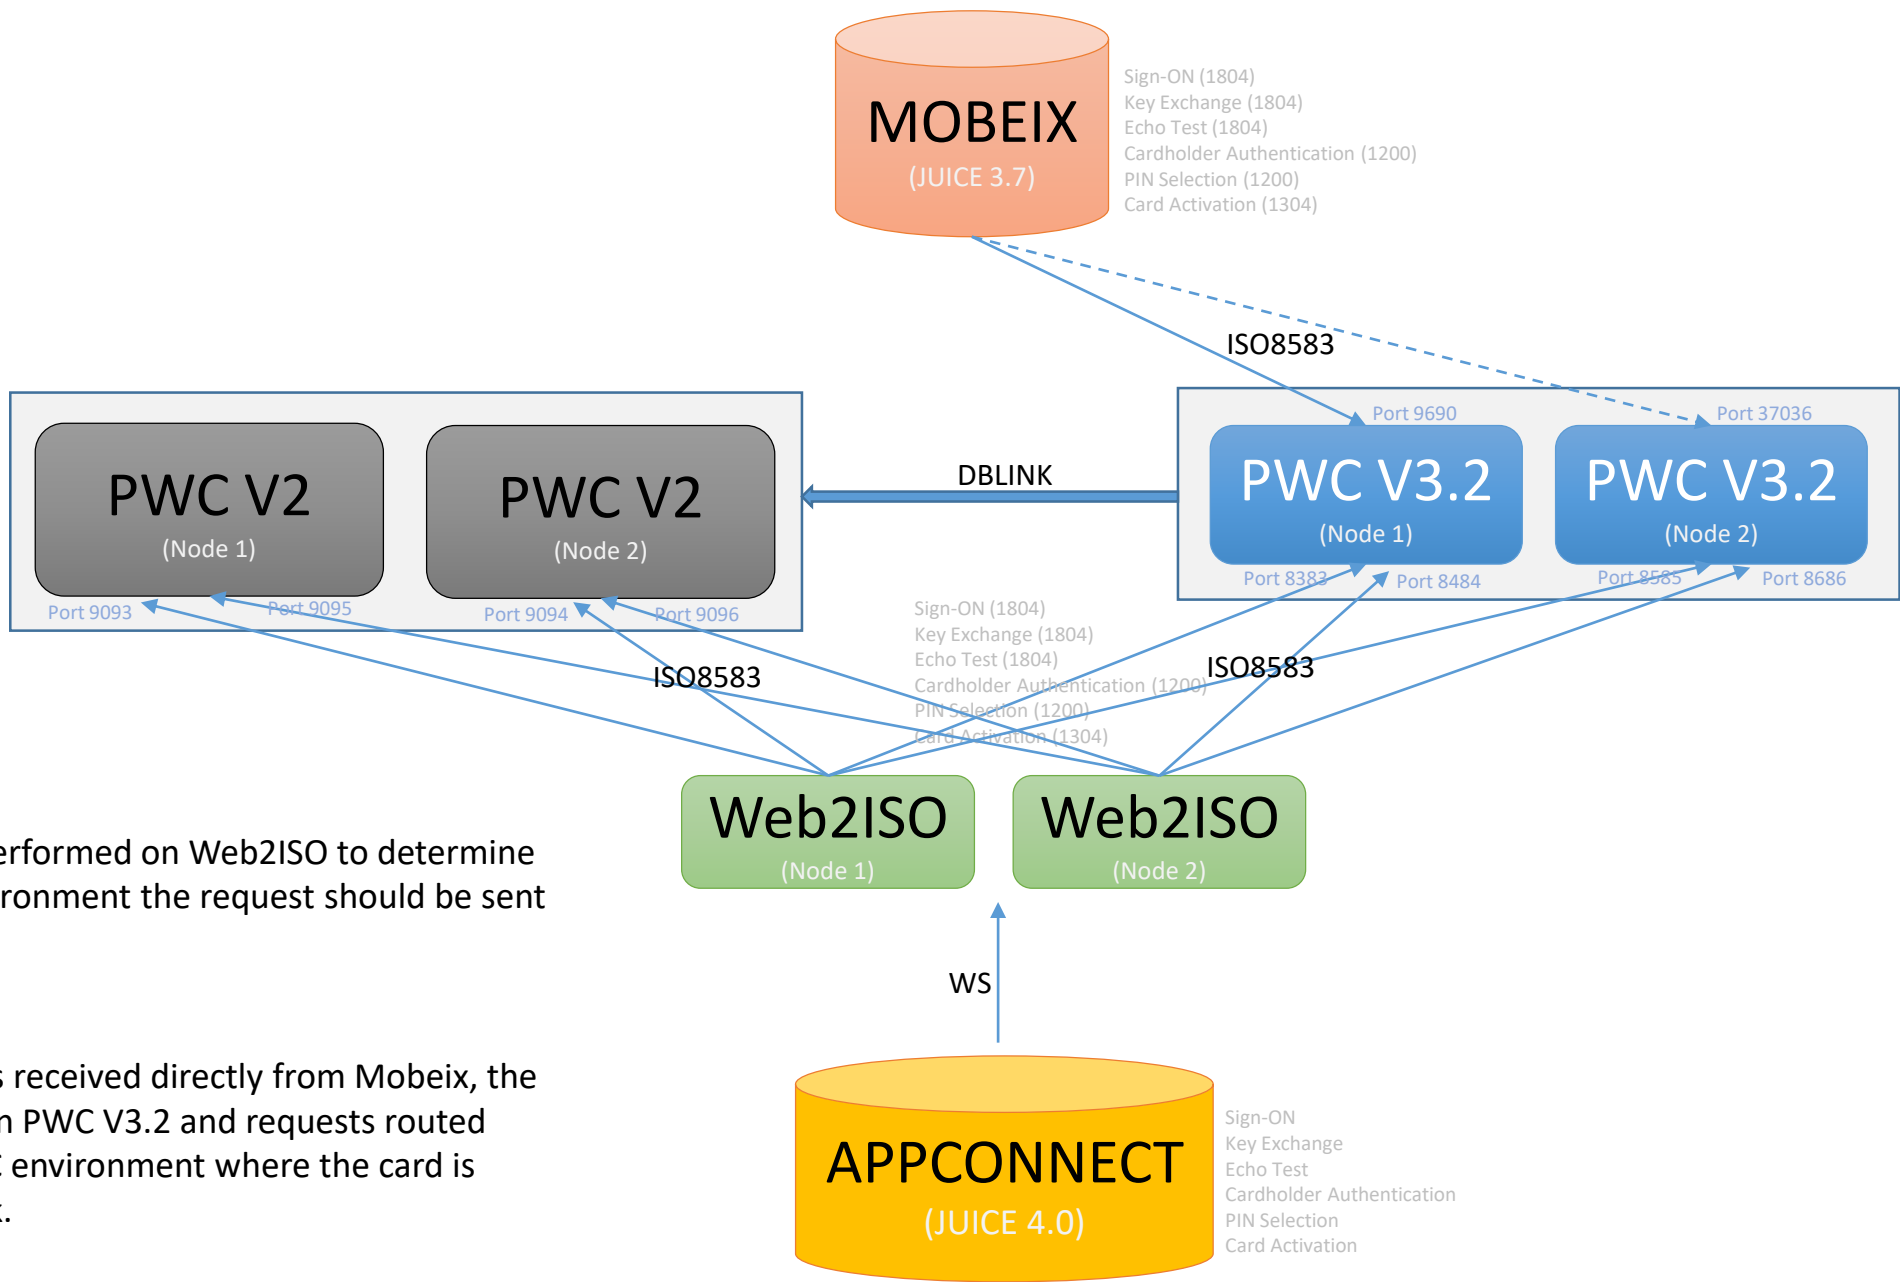 MOBEIX
(JUICE 3.7)
Sign-ON (1804)
Key Exchange (1804)
Echo Test (1804)
Cardholder Authentication (1200)
PIN Selection (1200)
Card Activation (1304)
ISO8583
PWC V2
(Node 1)
Port 9093
Port 9095
PWC V2
(Node 2)
Port 9094
Port 9096
DBLINK
Port 9690
PWC V3.2
(Node 1)
Port 8383
Port 8484
Port 37036
PWC V3.2
(Node 2)
Port 8585
Port 8686
Sign-ON (1804)
Key Exchange (1804)
Echo Test (1804)
Cardholder Authentication (1200)
PIN Selection (1200)
Card Activation (1304)
ISO8583
ISO8583
Web2ISO
(Node 1)
Web2ISO
(Node 2)
erformed on Web2ISO to determine
ronment the request should be sent
WS
s received directly from Mobeix, the
n PWC V3.2 and requests routed
C environment where the card is
k.
APPCONNECT
(JUICE 4.0)
Sign-ON
Key Exchange
Echo Test
Cardholder Authentication
PIN Selection
Card Activation